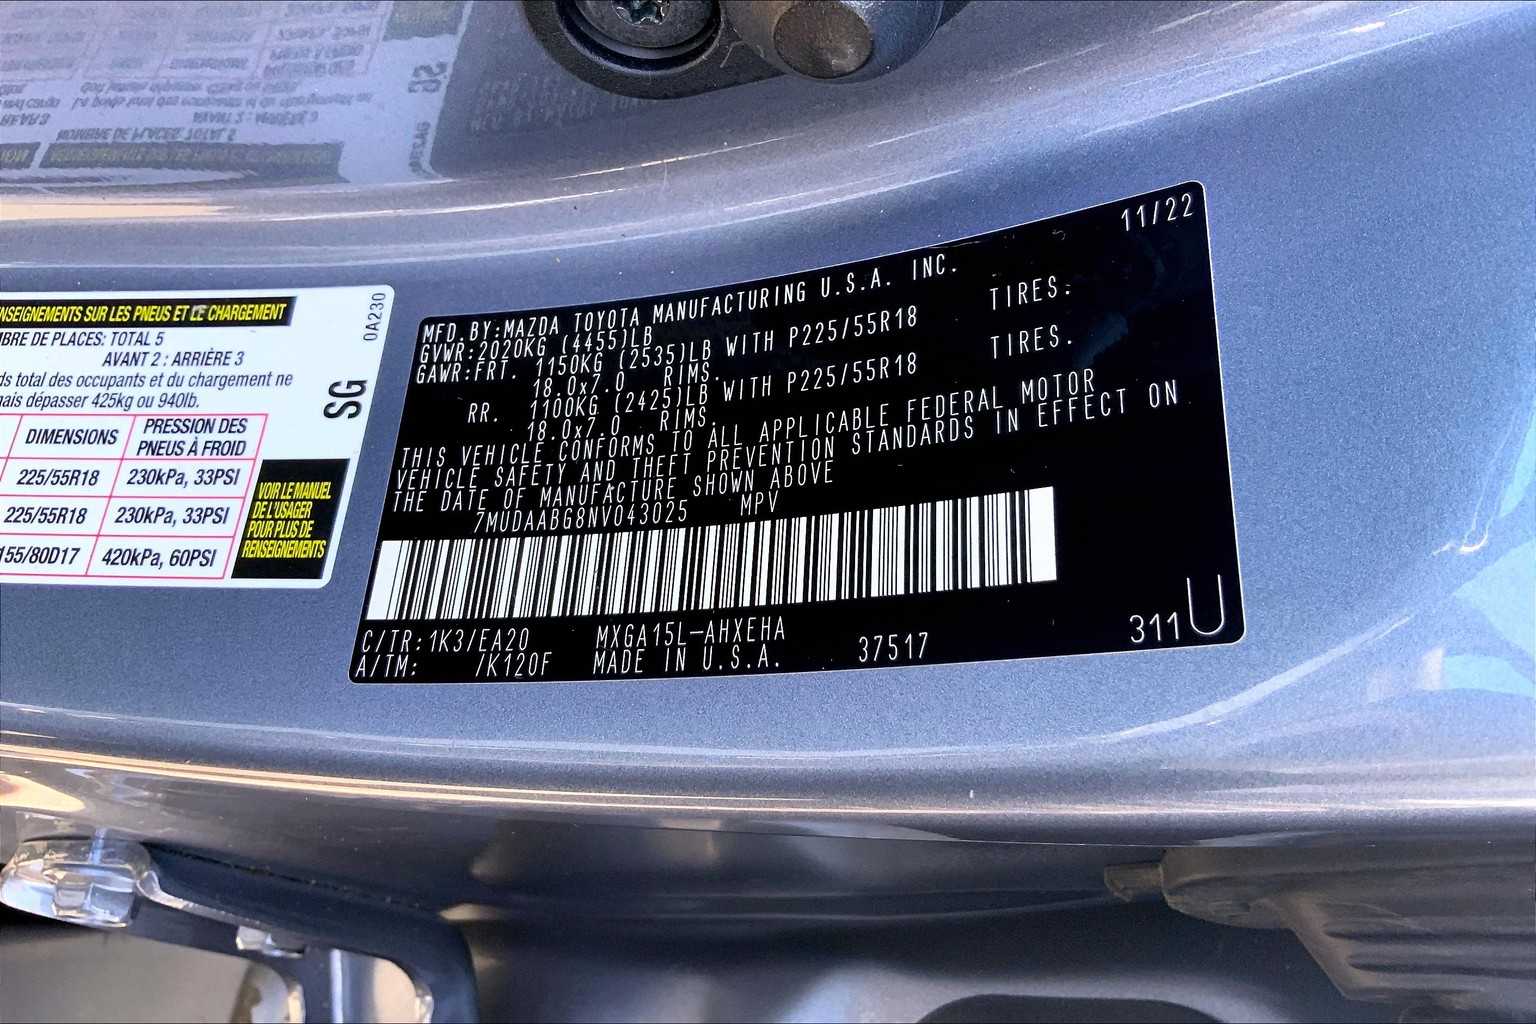 NSEIGNEMENTS SUR LES PNEUS ET LE CHARGEMENT
BRE DE PLACES: TOTAL 5
AVANT 2 : ARRIÈRE 3
ds total des occupants et du chargement ne
mais dépasser 425kg ou 940lb.
DIMENSIONS PRESSION DES PNEUS À FROID
225/55R18 230kPa, 33PSI
225/55R18 230kPa, 33PSI
155/80D17 420kPa, 60PSI
VOIR LE MANUEL
DE L'USAGER
POUR PLUS DE
RENSEIGNEMENTS
0A230
SG
11/22
MFD.BY:MAZDA TOYOTA MANUFACTURING U.S.A. INC.
GVWR:2020KG (4455)LB
GAWR:FRT. 1150KG (2535)LB WITH P225/55R18 TIRES.
18.0x7.0 RIMS.
RR. 1100KG (2425)LB WITH P225/55R18 TIRES.
18.0x7.0 RIMS.
THIS VEHICLE CONFORMS TO ALL APPLICABLE FEDERAL MOTOR
VEHICLE SAFETY AND THEFT PREVENTION STANDARDS IN EFFECT ON
THE DATE OF MANUFACTURE SHOWN ABOVE
7MUDAABG8NV043025 MPV
C/TR:1K3/EA20 MXGA15L-AHXEHA
A/TM: /K120F MADE IN U.S.A. 37517
311U